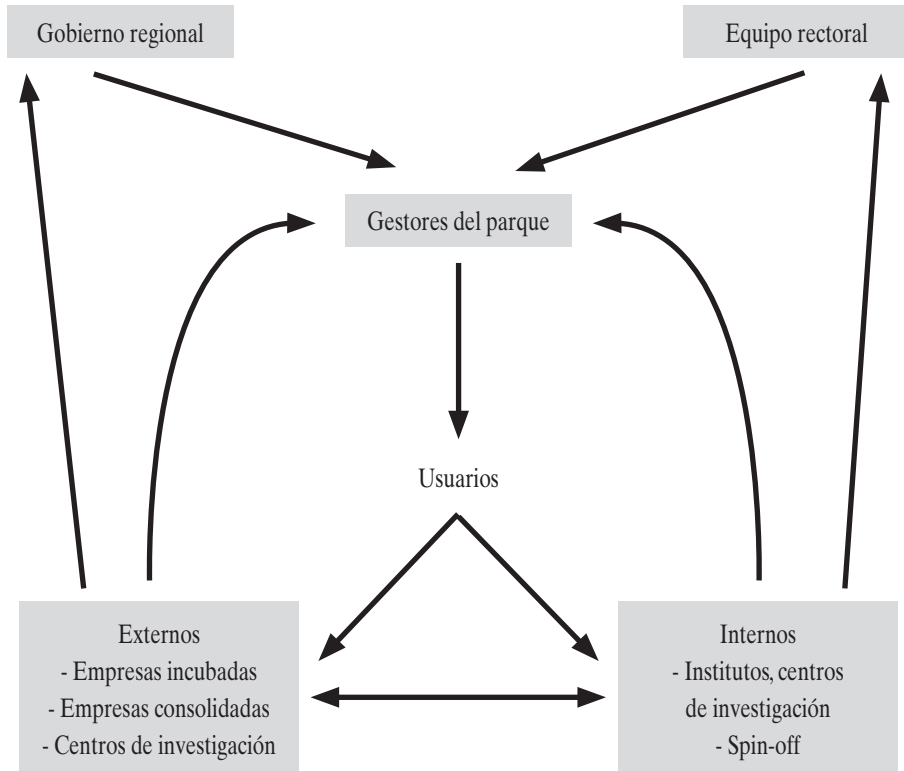 Gobierno regional
Equipo rectoral
Gestores del parque
Usuarios
Externos
- Empresas incubadas
- Empresas consolidadas
- Centros de investigación
Internos
- Institutos, centros
de investigación
- Spin-off